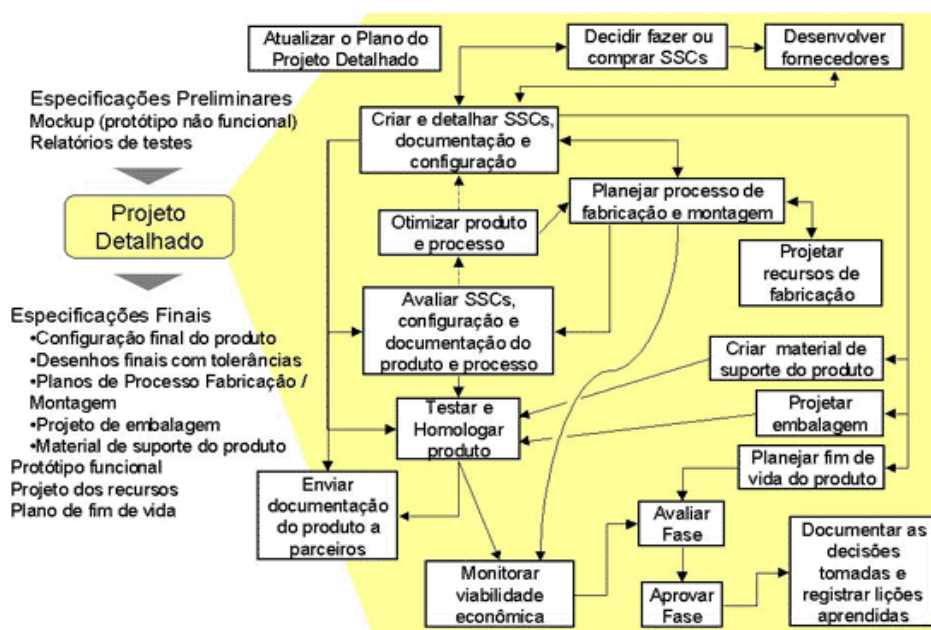 Atualizar o Plano do
Projeto Detalhado
Decidir fazer ou
comprar SSCs
Desenvolver
fornecedores
Especificações Preliminares
Mockup (protótipo não funcional)
Relatórios de testes
Criar e detalhar SSCs,
documentação e
configuração
Planejar processo de
fabricação e montagem
Projeto
Detalhado
Otimizar produto
e processo
Projetar
recursos de
fabricação
Avaliar SSCs,
configuração e
documentação do
produto e processo
Especificações Finais
•Configuração final do produto
•Desenhos finais com tolerâncias
•Planos de Processo Fabricação /
Montagem
•Projeto de embalagem
•Material de suporte do produto
Protótipo funcional
Projeto dos recursos
Plano de fim de vida
Criar material de
suporte do produto
Testar e
Homologar
produto
Projetar
embalagem
Planejar fim de
vida do produto
Enviar
documentação
do produto a
parceiros
Avaliar
Fase
Documentar as
decisões
tomadas e
registrar lições
aprendidas
Monitorar
viabilidade
econômica
Aprovar
Fase